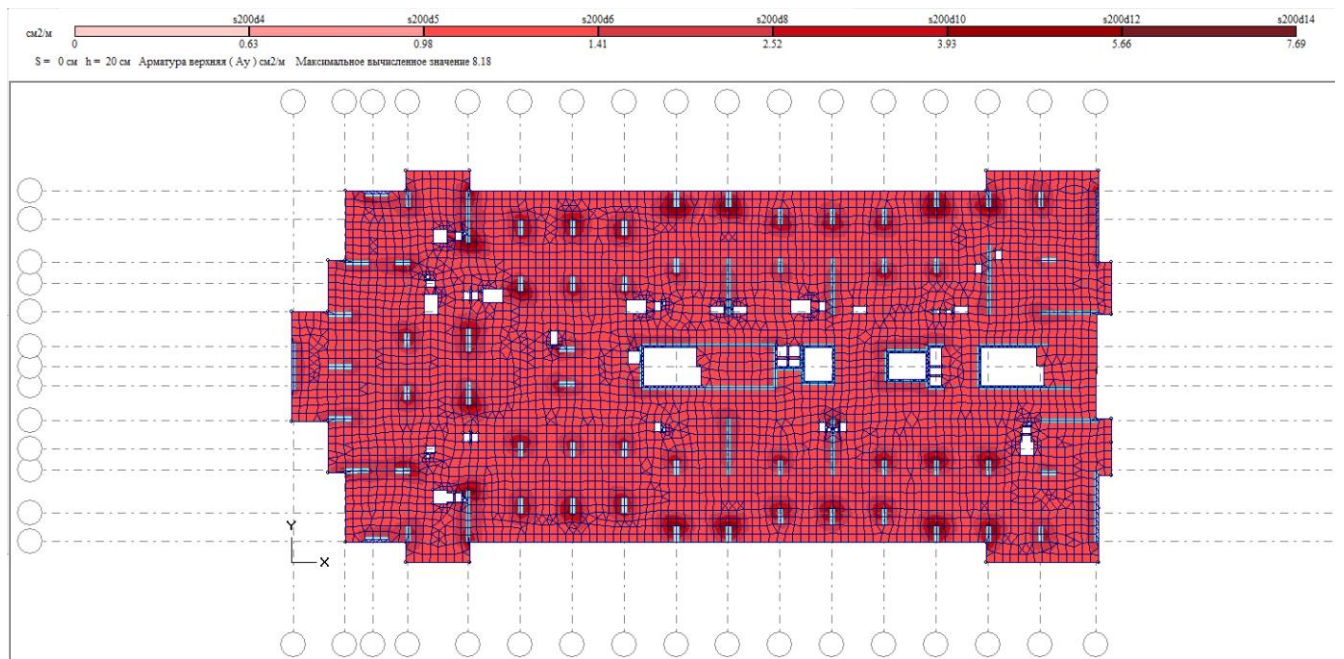 s200d4 s200d5 s200d6 s200d8 s200d10 s200d12 s200d14
см2/м
0 0.63 0.98 1.41 2.52 3.93 5.66 7.69
S = 0 см h = 20 см Арматура верхняя ( Ay ) см2/м Максимальное вычисленное значение 8.18
Y
X